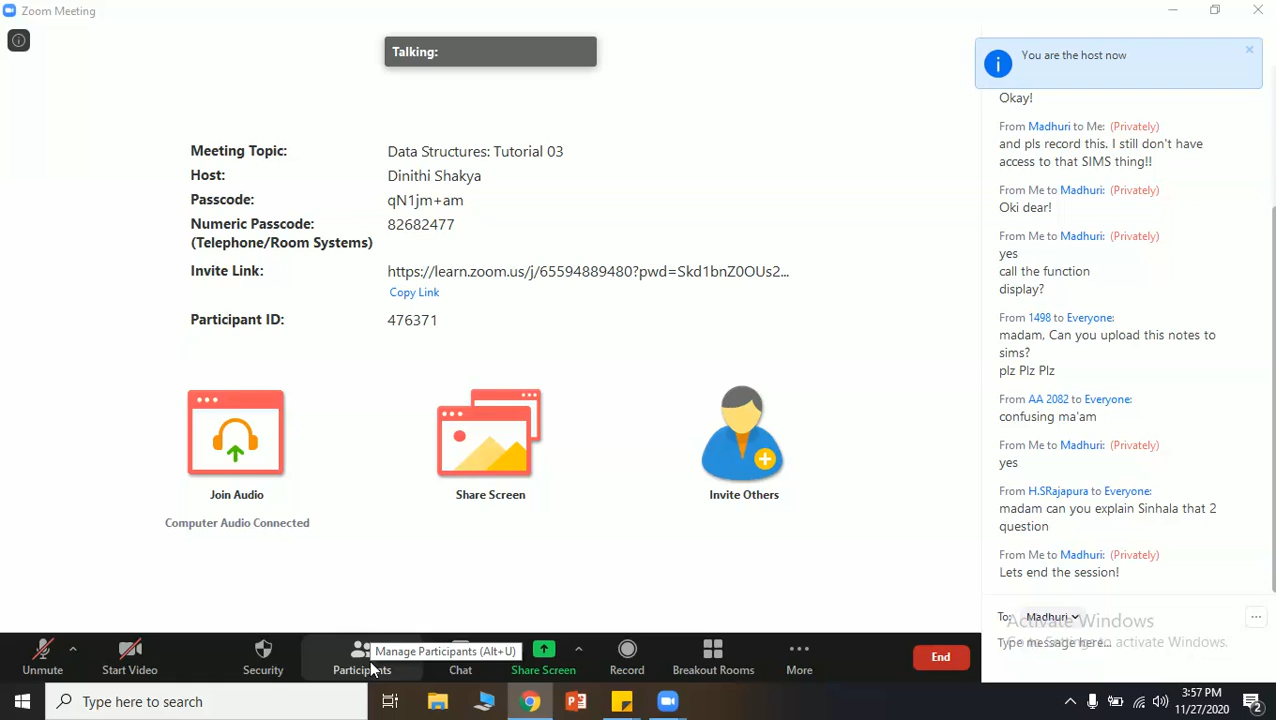 Zoom Meeting
Talking:
You are the host now
Okay!
From Madhuri to Me: (Privately)
and pls record this. I still don't have
access to that SIMS thing!!
From Me to Madhuri: (Privately)
Oki dear!
From Me to Madhuri: (Privately)
yes
call the function
display?
From 1498 to Everyone:
madam, Can you upload this notes to
sims?
plz Plz Plz
From AA 2082 to Everyone:
confusing ma'am
From Me to Madhuri: (Privately)
yes
From H.SRajapura to Everyone:
madam can you explain Sinhala that 2
question
From Me to Madhuri: (Privately)
Lets end the session!
To: Madhuri
Type message here...
Activate Windows
Go to Settings to activate Windows.
Meeting Topic: Data Structures: Tutorial 03
Host: Dinithi Shakya
Passcode: qN1jm+am
Numeric Passcode: 82682477
(Telephone/Room Systems)
Invite Link: https://learn.zoom.us/j/65594889480?pwd=Skd1bnZ0OUs2...
Copy Link
Participant ID: 476371
Join Audio
Computer Audio Connected
Share Screen
Invite Others
Manage Participants (Alt+U)
Unmute
Start Video
Security
Participants
Chat
Share Screen
Record
Breakout Rooms
More
End
Type here to search
3:57 PM
11/27/2020
2